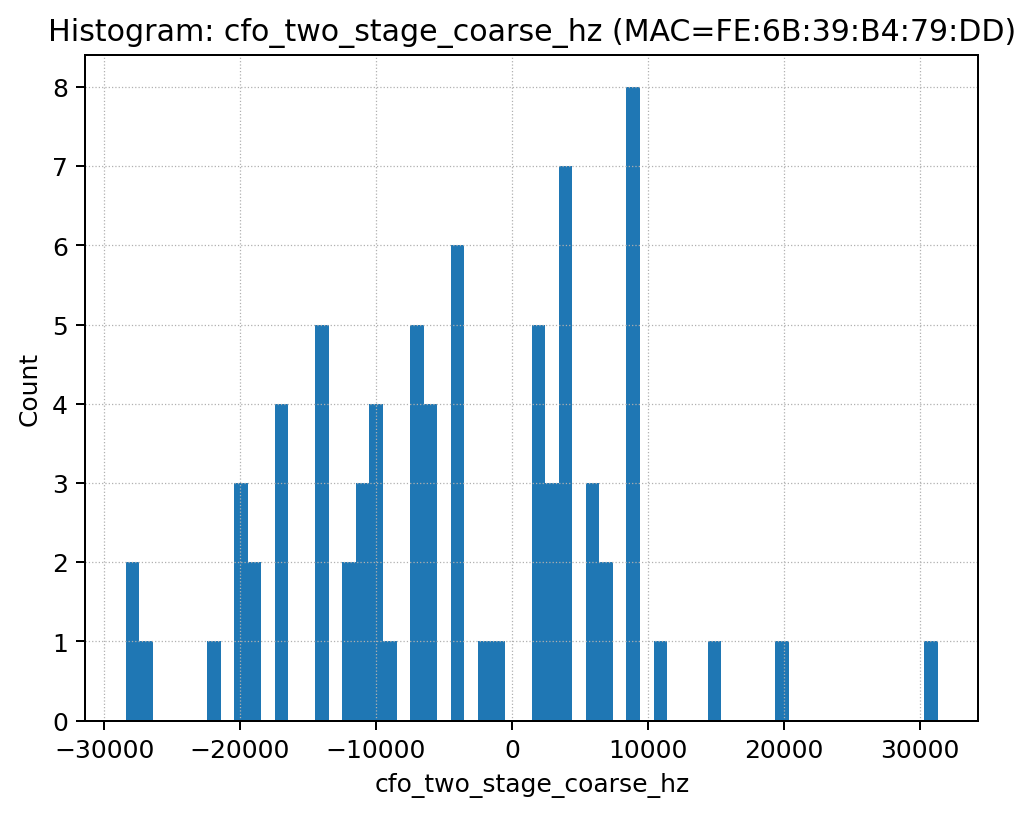 Histogram: cfo_two_stage_coarse_hz (MAC=FE:6B:39:B4:79:DD)
8
7
6
5
4
3
2
1
0
Count
−30000 −20000 −10000 0 10000 20000 30000
cfo_two_stage_coarse_hz